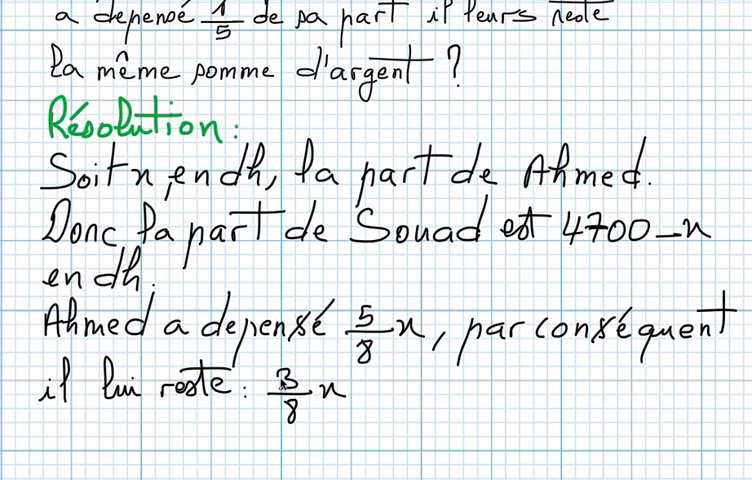 a dépensé 1/5 de sa part il leurs reste
la même somme d'argent ?
Résolution :
Soit x, en dh, la part de Ahmed.
Donc la part de Souad est 4700 - x
en dh.
Ahmed a dépensé 5/8 x, par conséquent
il lui reste : 3/8 x